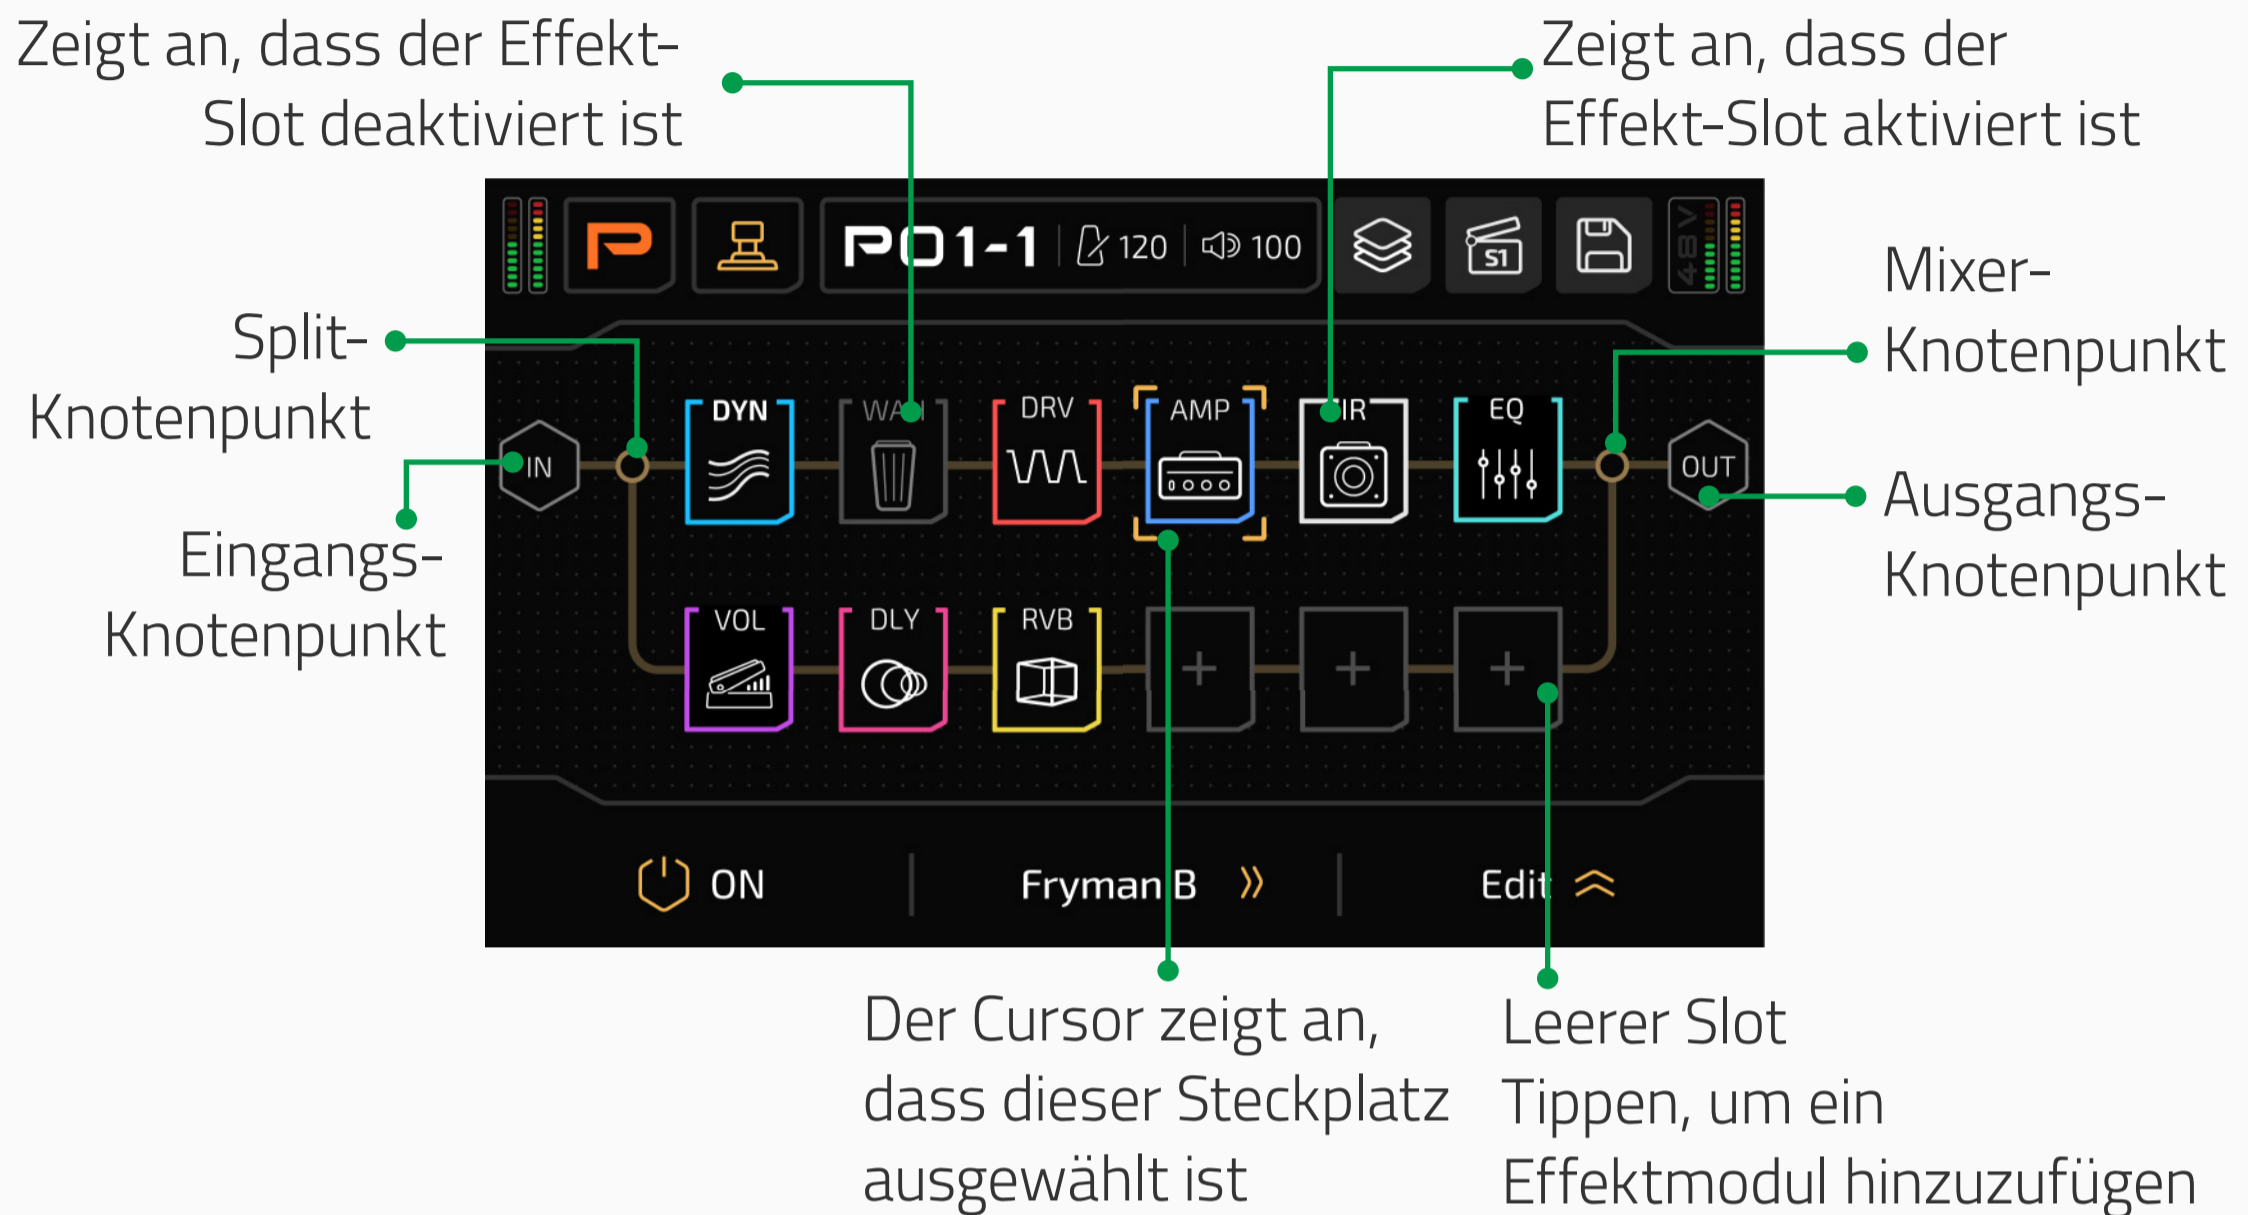 Zeigt an, dass der Effekt-
Slot deaktiviert ist
Zeigt an, dass der
Effekt-Slot aktiviert ist
P01-1 120 100 S1 48V
Mixer-
Knotenpunkt
Split-
Knotenpunkt
DYN WAH DRV AMP IR EQ
IN
OUT
Ausgangs-
Knotenpunkt
Eingangs-
Knotenpunkt
VOL DLY RVB
+ + +
ON Fryman B Edit
Der Cursor zeigt an,
dass dieser Steckplatz
ausgewählt ist
Leerer Slot
Tippen, um ein
Effektmodul hinzuzufügen